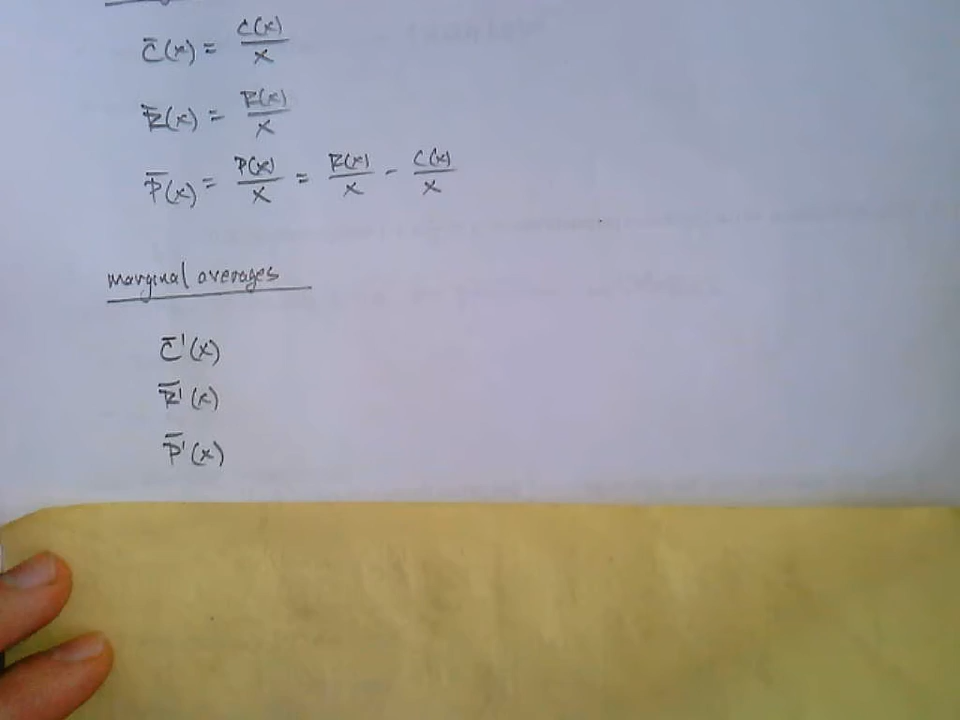 C̄(x) = C(x)/x
R̄(x) = R(x)/x
P̄(x) = P(x)/x = R(x)/x - C(x)/x
marginal averages
C̄'(x)
R̄'(x)
P̄'(x)